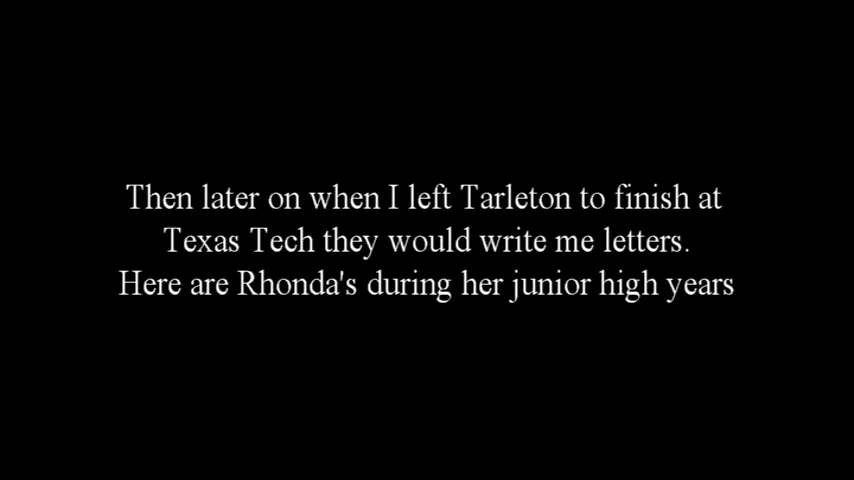 Then later on when I left Tarleton to finish at
Texas Tech they would write me letters.
Here are Rhonda's during her junior high years